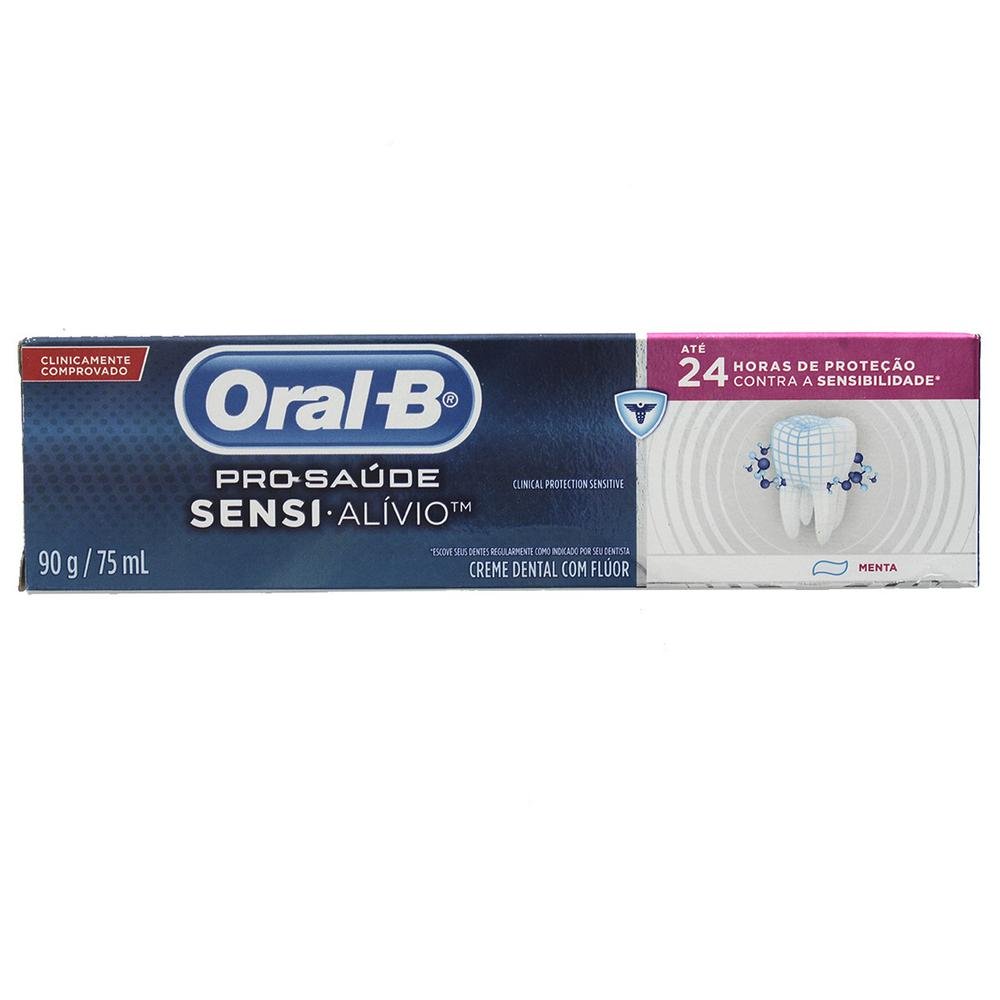 CLINICAMENTE
COMPROVADO
Oral-B®
PRO-SAÚDE
SENSI·ALÍVIO™
CLINICAL PROTECTION SENSITIVE
90 g / 75 mL
*ESCOVE SEUS DENTES REGULARMENTE COMO INDICADO POR SEU DENTISTA
CREME DENTAL COM FLÚOR
ATÉ
24 HORAS DE PROTEÇÃO
CONTRA A SENSIBILIDADE*
MENTA